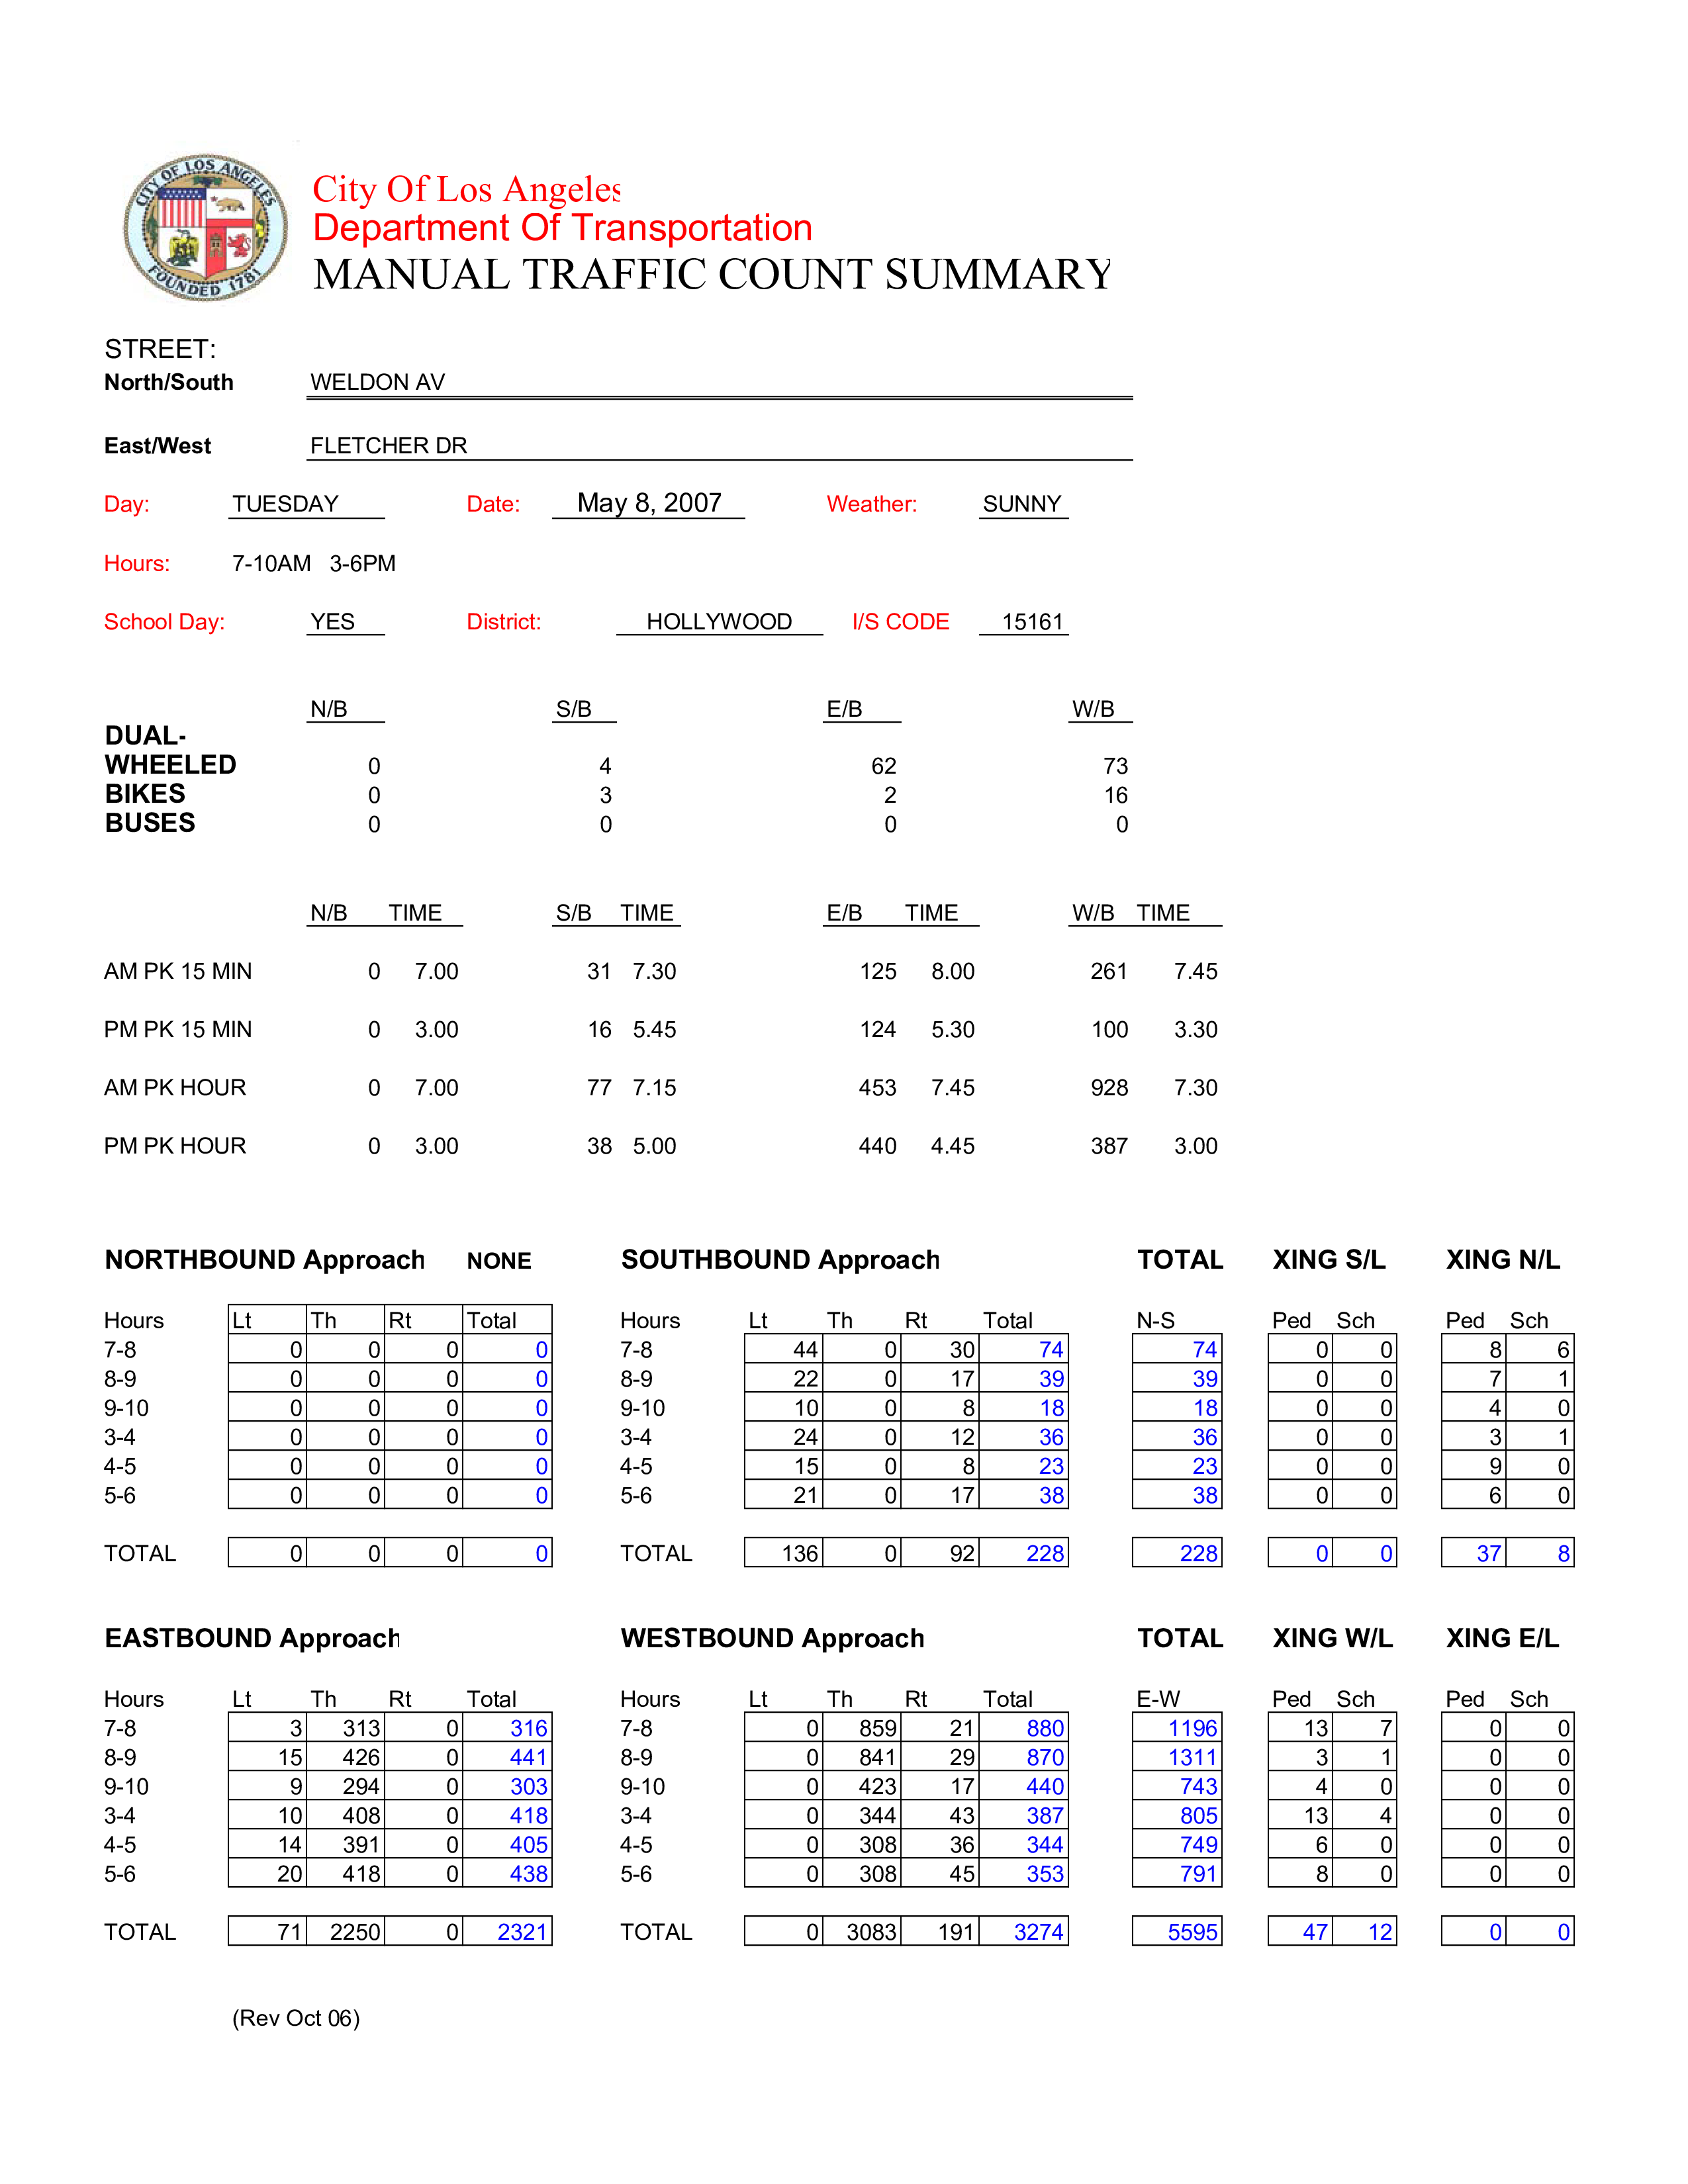 CITY OF LOS ANGELES
FOUNDED 1781
City Of Los Angeles
Department Of Transportation
MANUAL TRAFFIC COUNT SUMMARY
STREET:
North/South WELDON AV
East/West FLETCHER DR
Day: TUESDAY Date: May 8, 2007 Weather: SUNNY
Hours: 7-10AM 3-6PM
School Day: YES District: HOLLYWOOD I/S CODE 15161
N/B S/B E/B W/B
DUAL-
WHEELED 0 4 62 73
BIKES 0 3 2 16
BUSES 0 0 0 0
N/B TIME S/B TIME E/B TIME W/B TIME
AM PK 15 MIN 0 7.00 31 7.30 125 8.00 261 7.45
PM PK 15 MIN 0 3.00 16 5.45 124 5.30 100 3.30
AM PK HOUR 0 7.00 77 7.15 453 7.45 928 7.30
PM PK HOUR 0 3.00 38 5.00 440 4.45 387 3.00
NORTHBOUND Approach NONE SOUTHBOUND Approach TOTAL XING S/L XING N/L
Hours Lt Th Rt Total Hours Lt Th Rt Total N-S Ped Sch Ped Sch
7-8 0 0 0 0 7-8 44 0 30 74 74 0 0 8 6
8-9 0 0 0 0 8-9 22 0 17 39 39 0 0 7 1
9-10 0 0 0 0 9-10 10 0 8 18 18 0 0 4 0
3-4 0 0 0 0 3-4 24 0 12 36 36 0 0 3 1
4-5 0 0 0 0 4-5 15 0 8 23 23 0 0 9 0
5-6 0 0 0 0 5-6 21 0 17 38 38 0 0 6 0
TOTAL 0 0 0 0 TOTAL 136 0 92 228 228 0 0 37 8
EASTBOUND Approach WESTBOUND Approach TOTAL XING W/L XING E/L
Hours Lt Th Rt Total Hours Lt Th Rt Total E-W Ped Sch Ped Sch
7-8 3 313 0 316 7-8 0 859 21 880 1196 13 7 0 0
8-9 15 426 0 441 8-9 0 841 29 870 1311 3 1 0 0
9-10 9 294 0 303 9-10 0 423 17 440 743 4 0 0 0
3-4 10 408 0 418 3-4 0 344 43 387 805 13 4 0 0
4-5 14 391 0 405 4-5 0 308 36 344 749 6 0 0 0
5-6 20 418 0 438 5-6 0 308 45 353 791 8 0 0 0
TOTAL 71 2250 0 2321 TOTAL 0 3083 191 3274 5595 47 12 0 0
(Rev Oct 06)